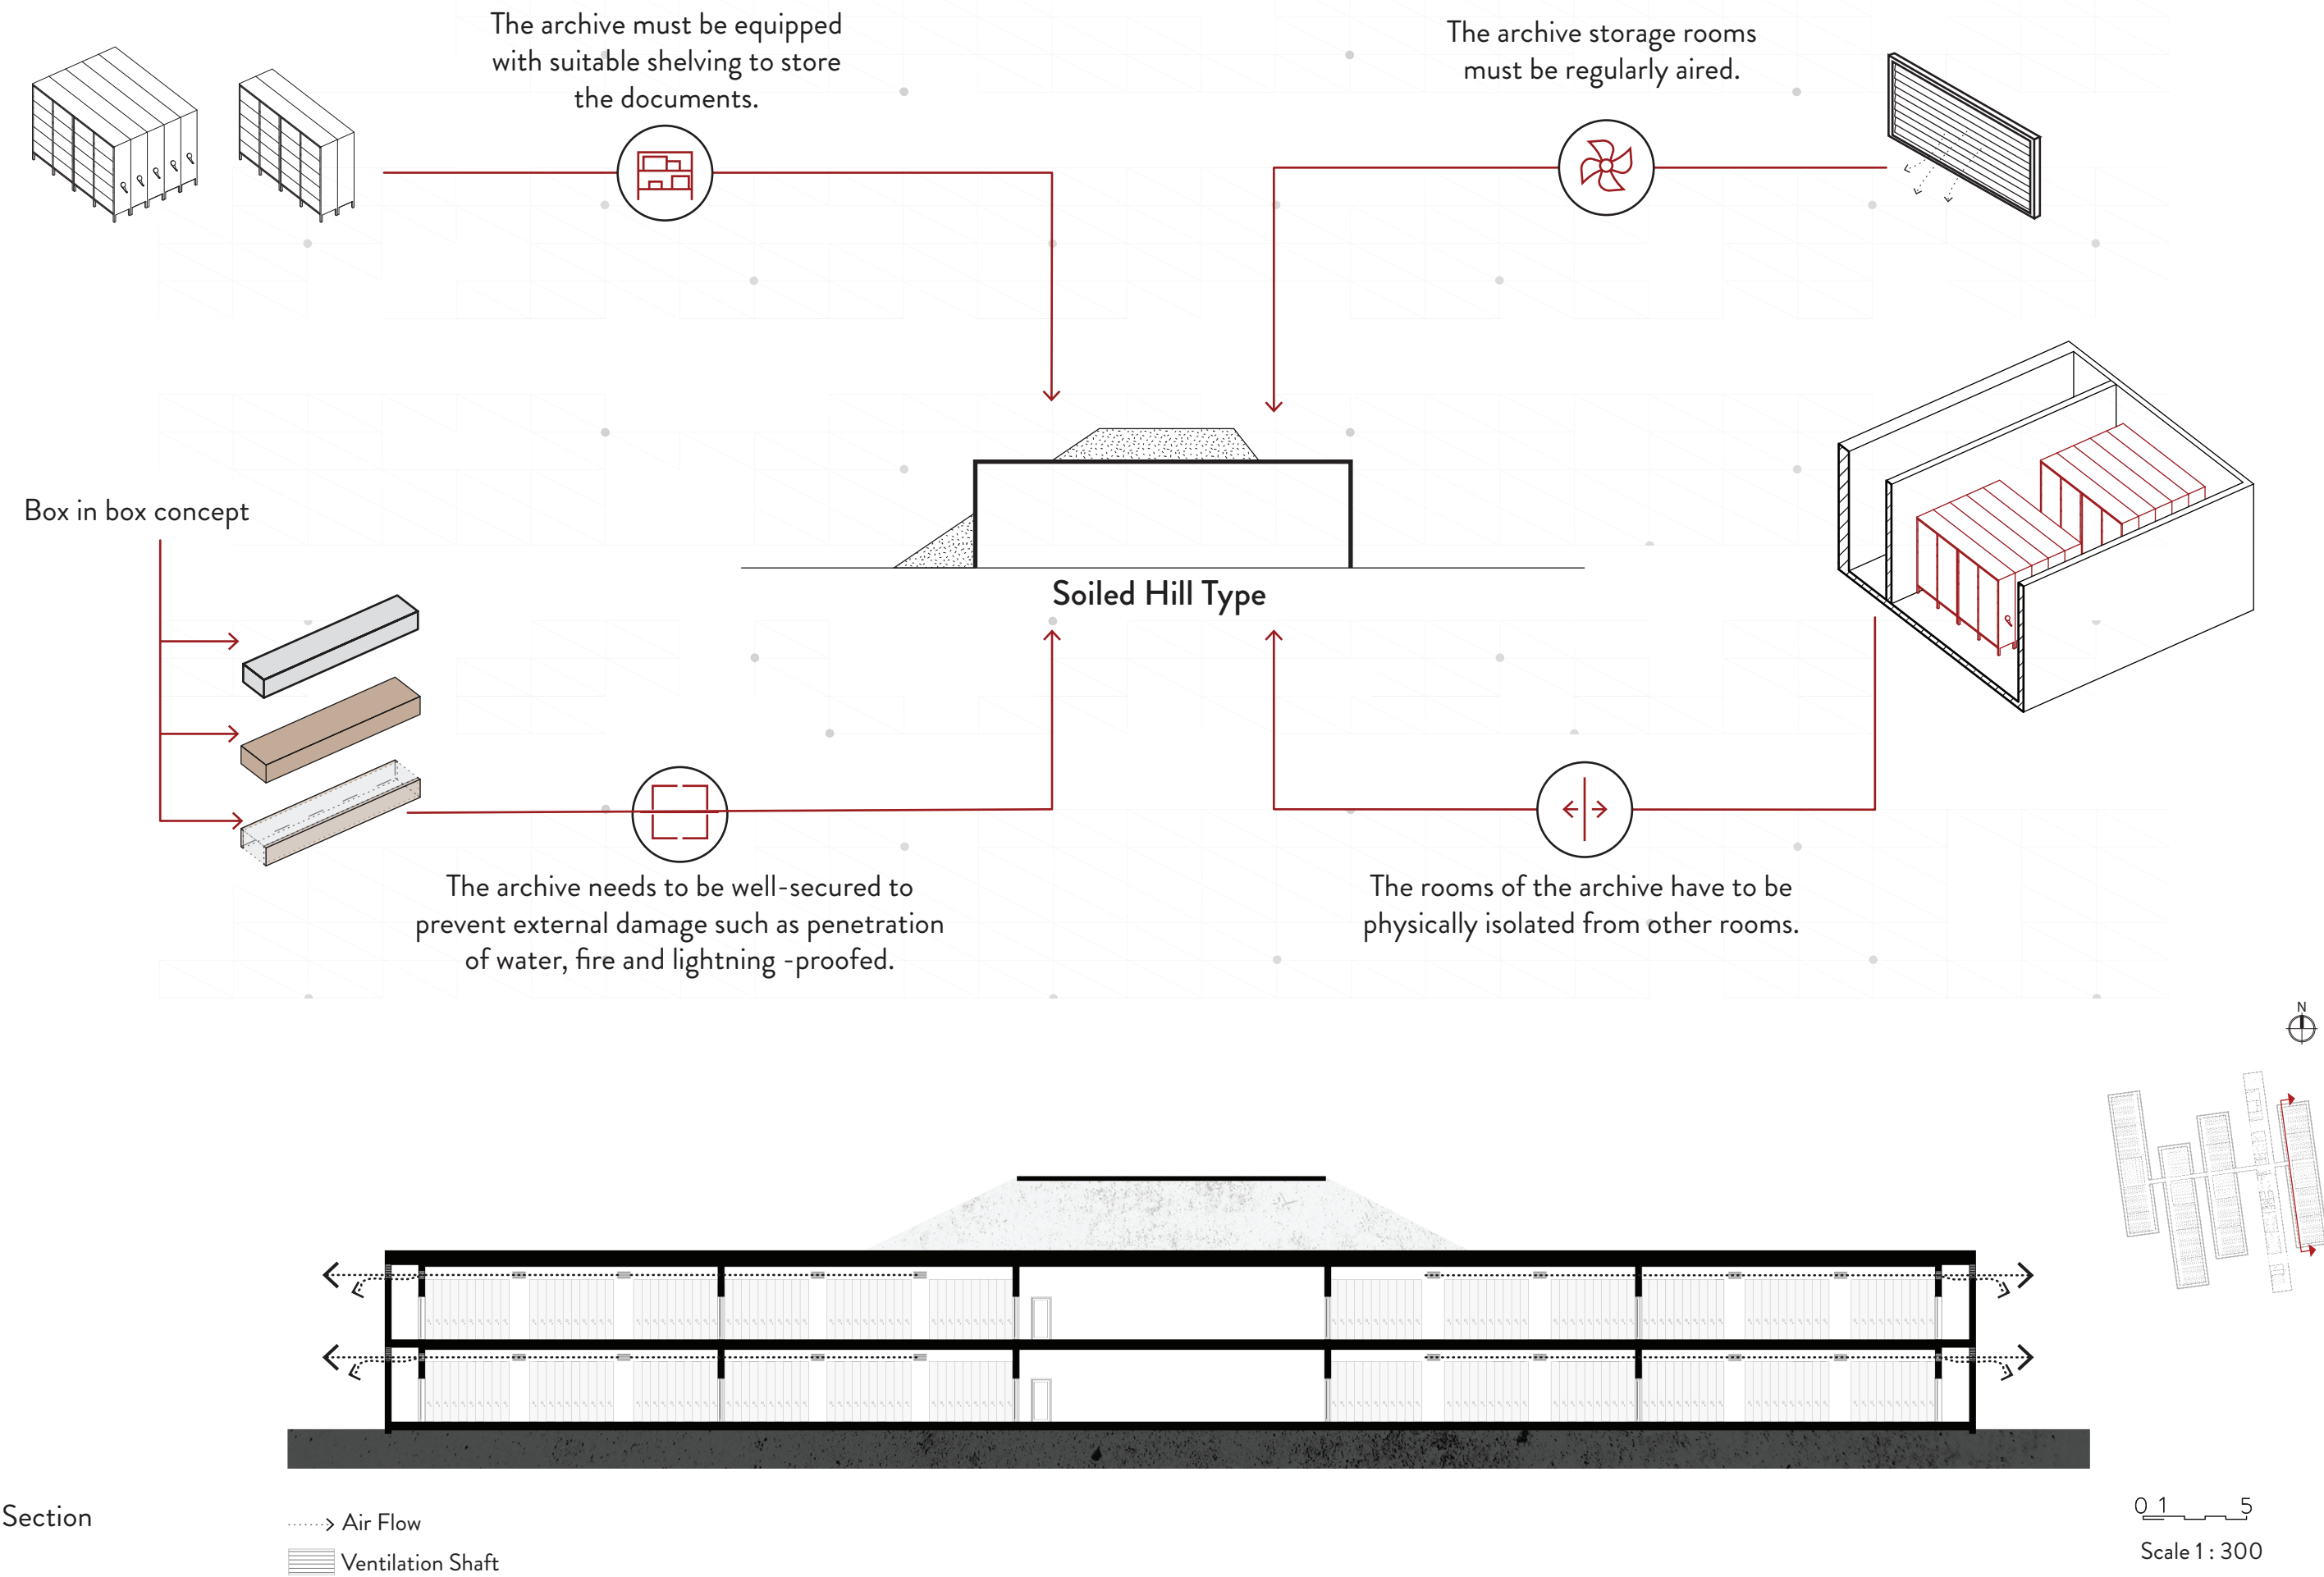 The archive must be equipped
with suitable shelving to store
the documents.
The archive storage rooms
must be regularly aired.
Box in box concept
Soiled Hill Type
The archive needs to be well-secured to
prevent external damage such as penetration
of water, fire and lightning -proofed.
The rooms of the archive have to be
physically isolated from other rooms.
N
Section
Air Flow
Ventilation Shaft
0 1 5
Scale 1 : 300